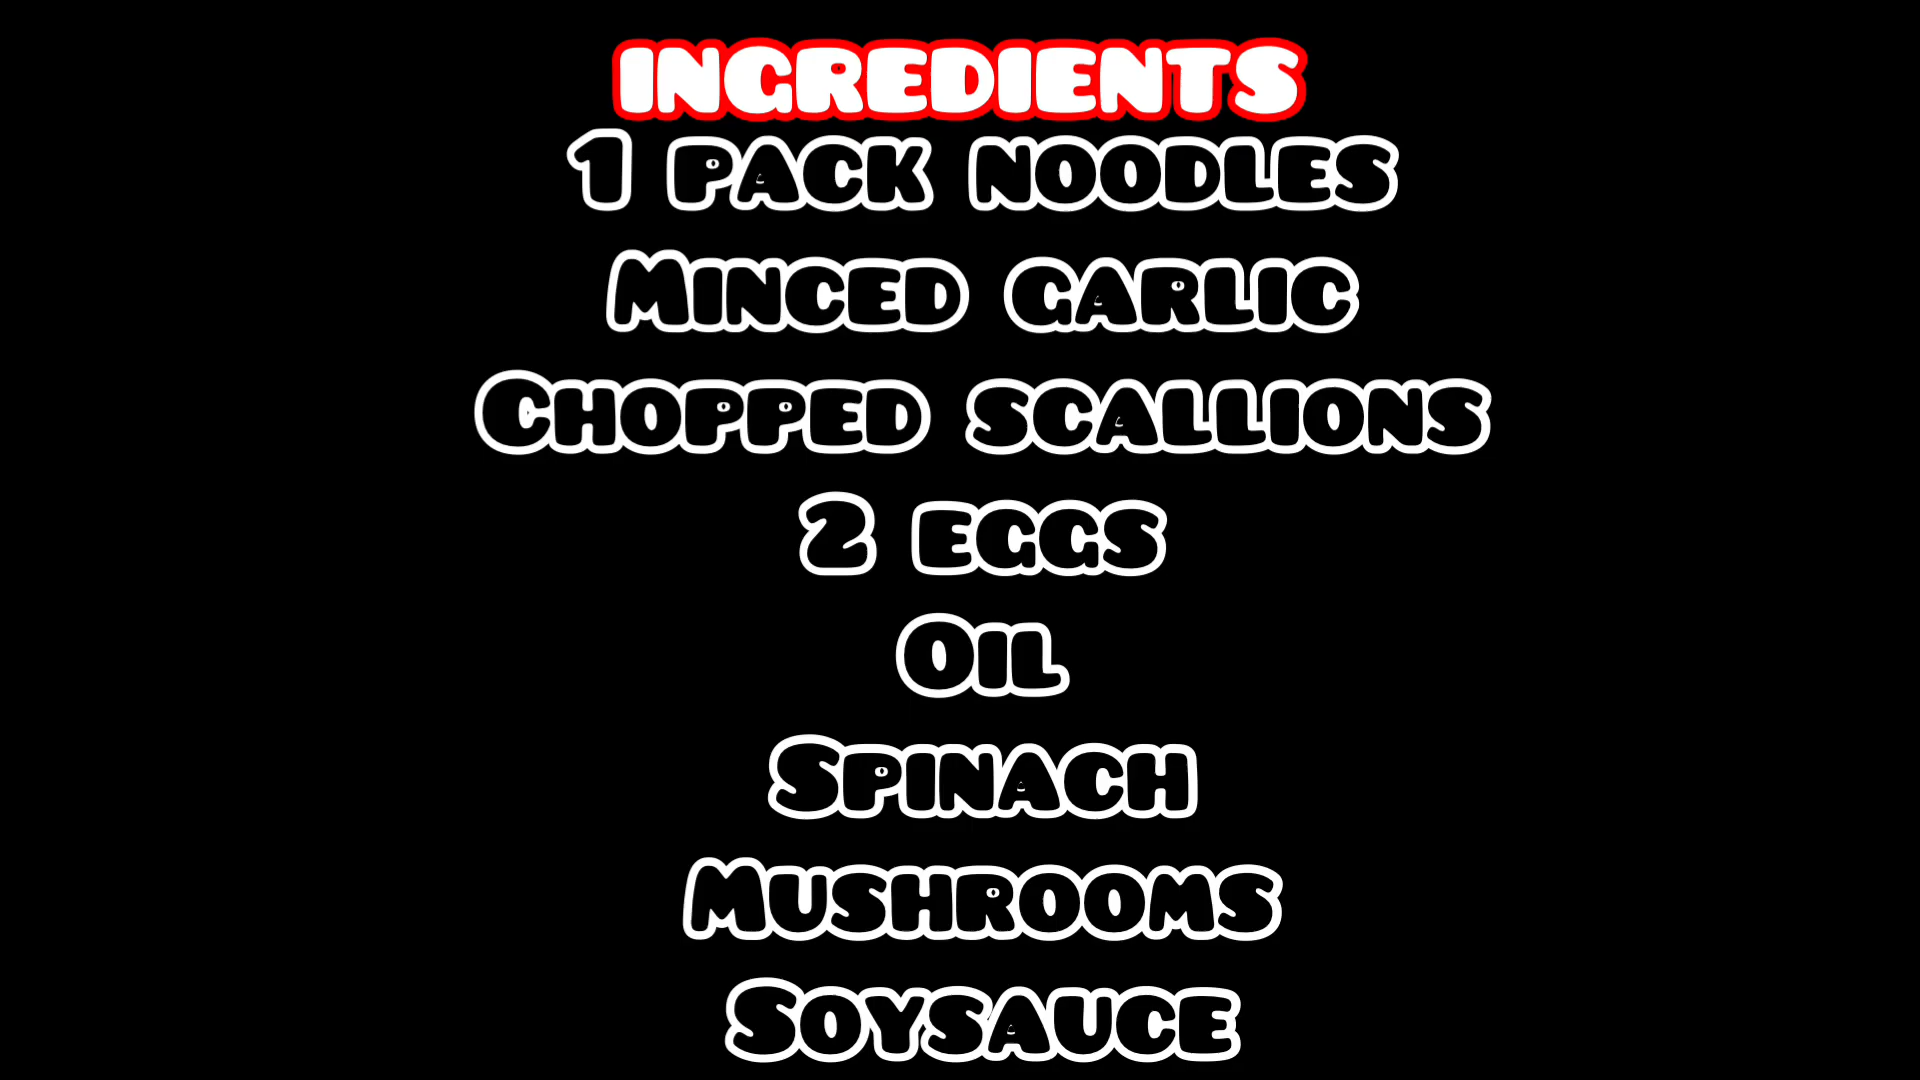 INGREDIENTS
1 pack noodles
Minced garlic
Chopped scallions
2 eggs
Oil
Spinach
Mushrooms
Soysauce